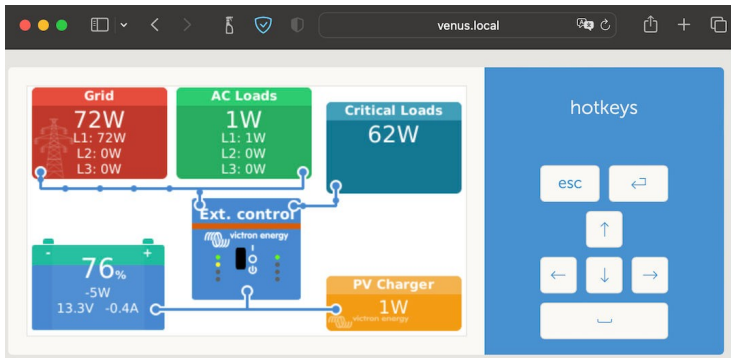 venus.local
Grid
72W
L1: 72W
L2: 0W
L3: 0W
AC Loads
1W
L1: 1W
L2: 0W
L3: 0W
Critical Loads
62W
Ext. control
victron energy
- +
76%
-5W
13.3V -0.4A
PV Charger
1W
victron energy
hotkeys
esc